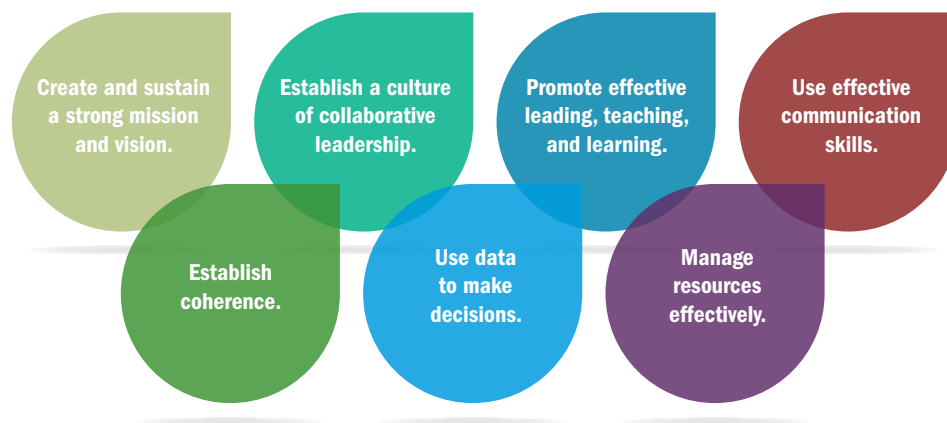 Create and sustain
a strong mission
and vision.
Establish a culture
of collaborative
leadership.
Promote effective
leading, teaching,
and learning.
Use effective
communication
skills.
Establish
coherence.
Use data
to make
decisions.
Manage
resources
effectively.